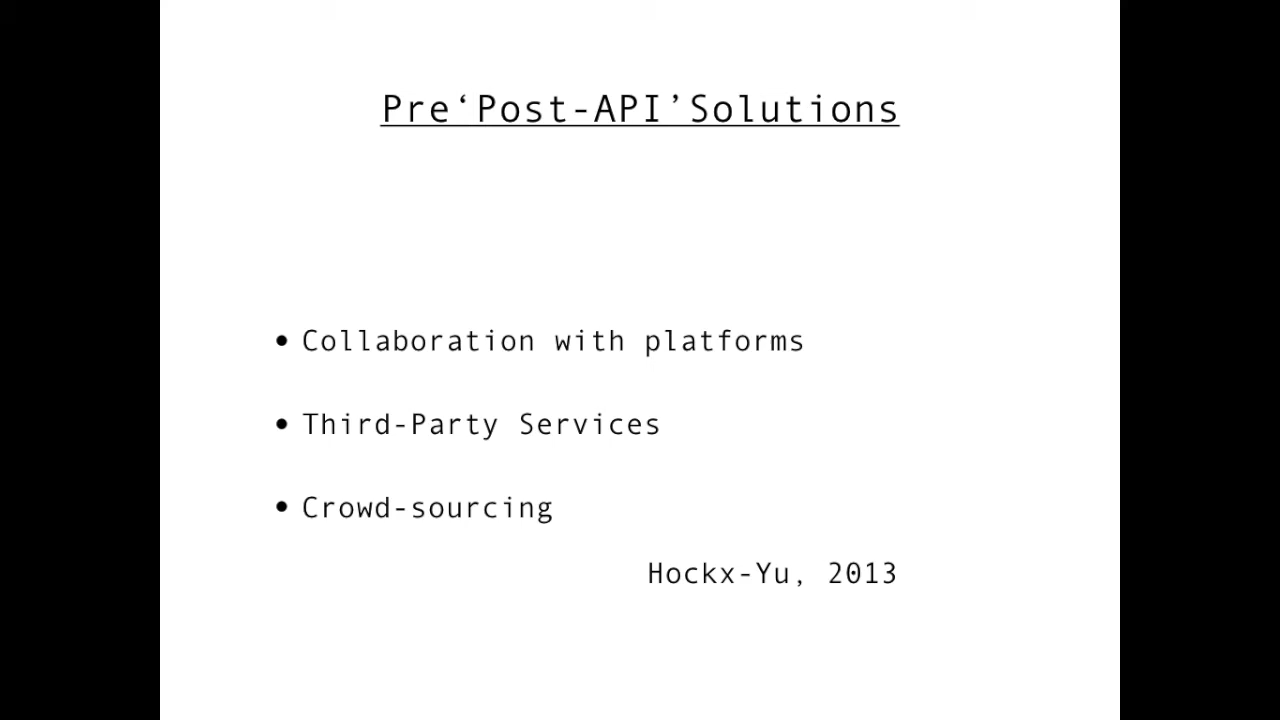 Pre‘Post-API’Solutions
• Collaboration with platforms
• Third-Party Services
• Crowd-sourcing
Hockx-Yu, 2013